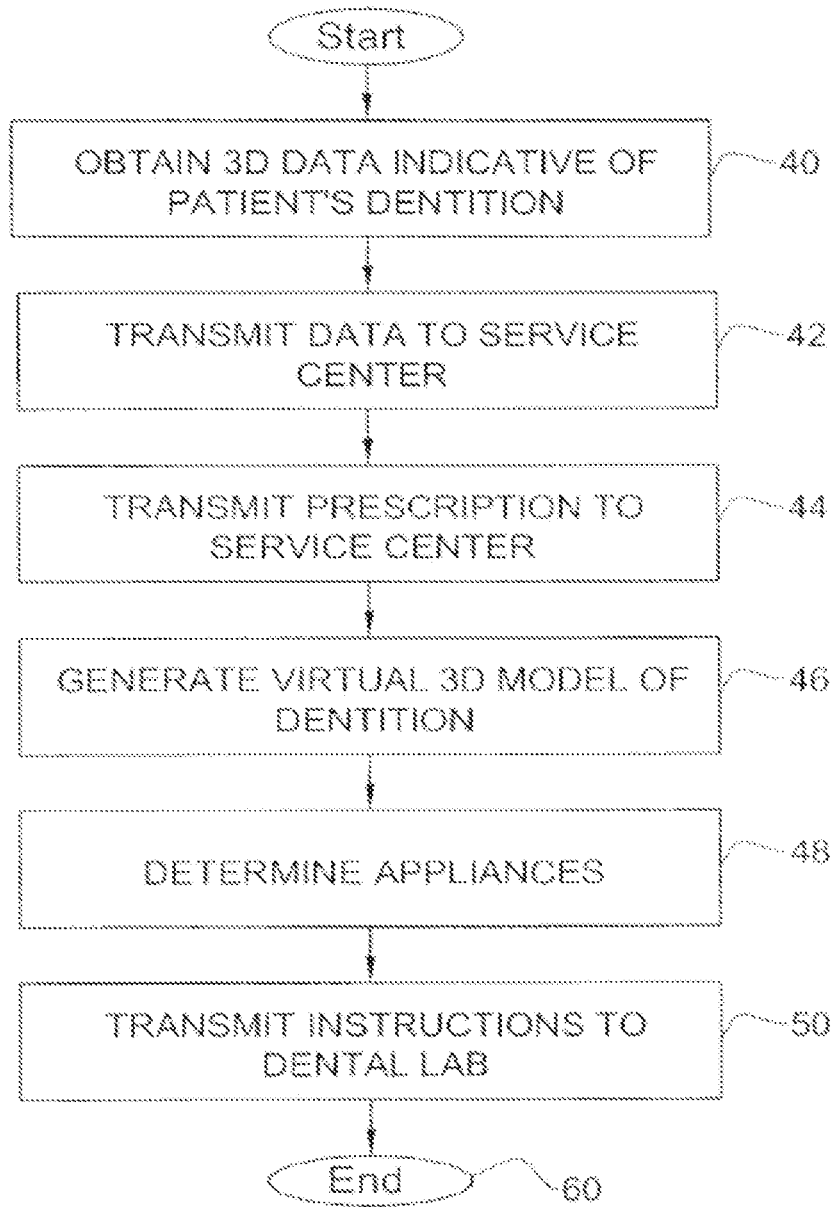 Start
OBTAIN 3D DATA INDICATIVE OF
PATIENT'S DENTITION
40
TRANSMIT DATA TO SERVICE
CENTER
42
TRANSMIT PRESCRIPTION TO
SERVICE CENTER
44
GENERATE VIRTUAL 3D MODEL OF
DENTITION
46
DETERMINE APPLIANCES
48
TRANSMIT INSTRUCTIONS TO
DENTAL LAB
50
End
60